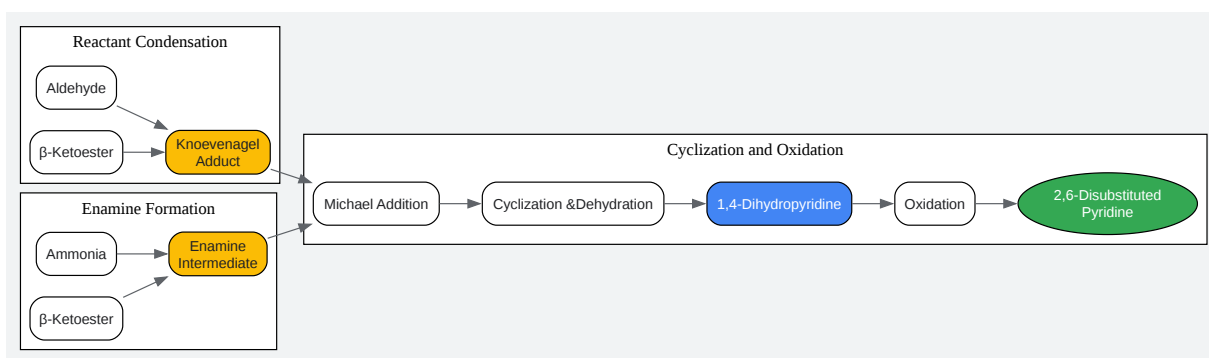 Reactant Condensation
Aldehyde
β-Ketoester
Knoevenagel
Adduct
Enamine Formation
Ammonia
β-Ketoester
Enamine
Intermediate
Cyclization and Oxidation
Michael Addition
Cyclization &Dehydration
1,4-Dihydropyridine
Oxidation
2,6-Disubstituted
Pyridine